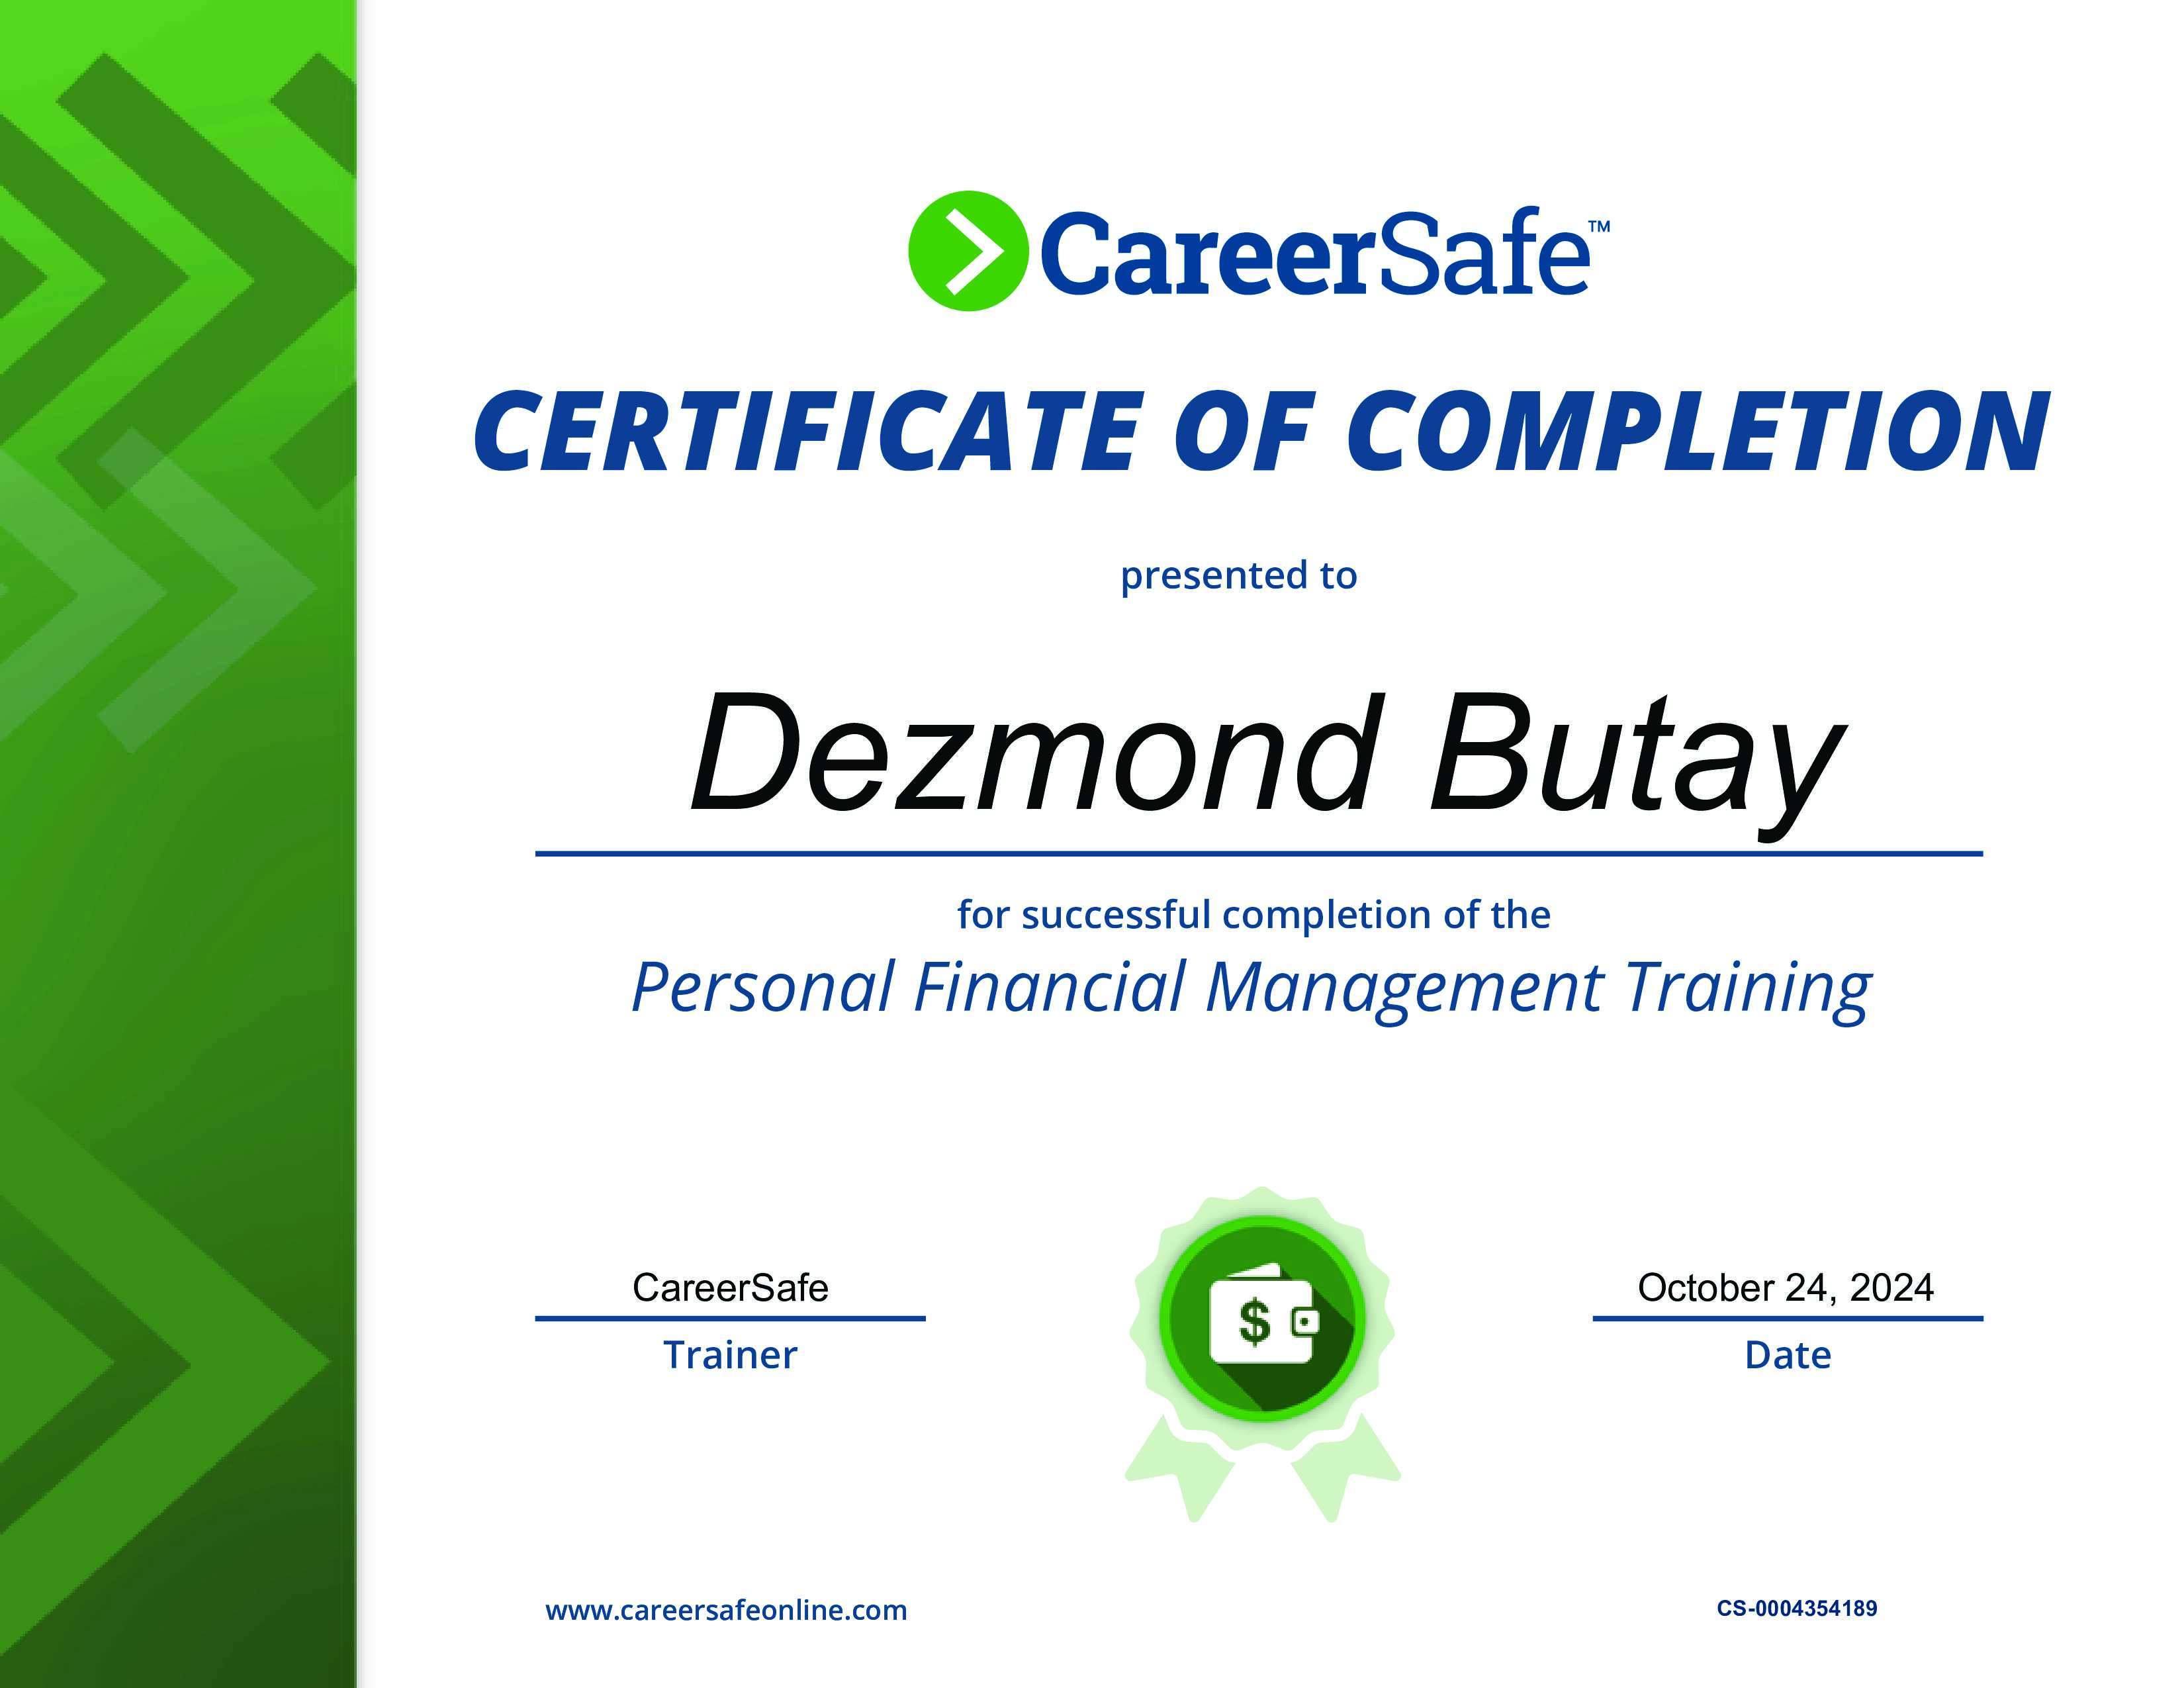 CareerSafe™
CERTIFICATE OF COMPLETION
presented to
Dezmond Butay
for successful completion of the
Personal Financial Management Training
CareerSafe
Trainer
$
October 24, 2024
Date
www.careersafeonline.com
CS-0004354189